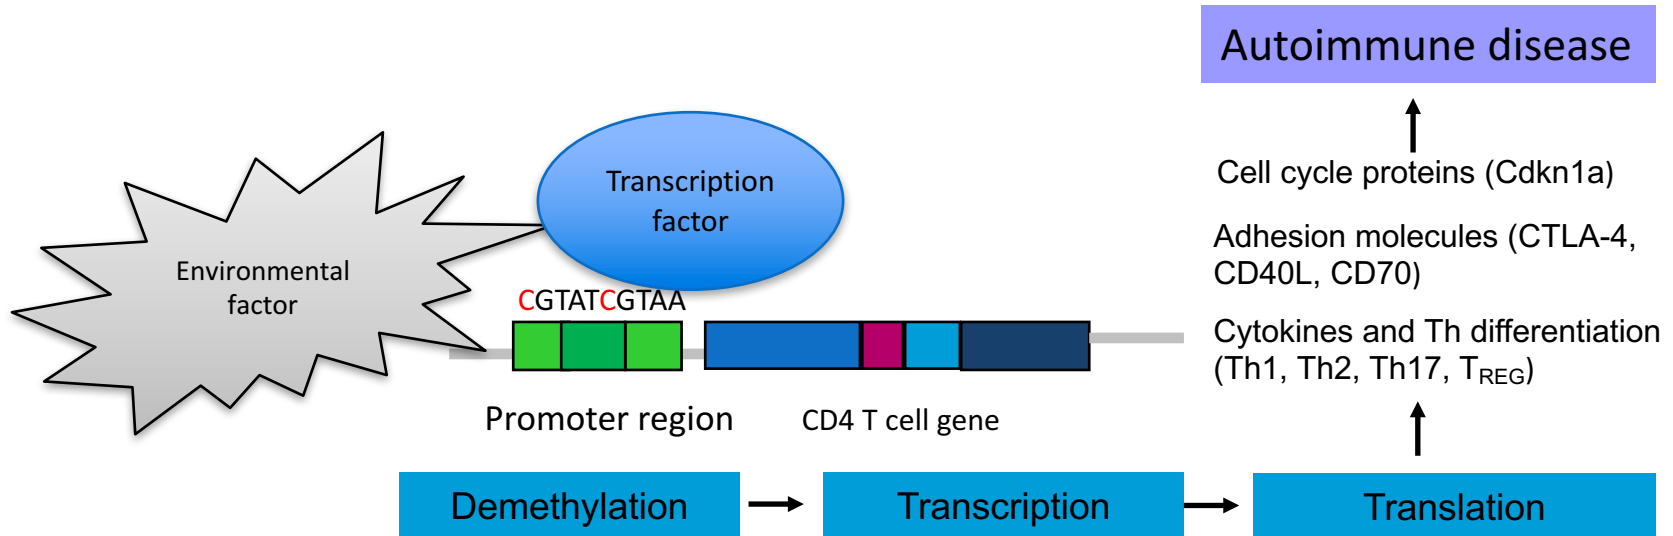 Autoimmune disease
Cell cycle proteins (Cdkn1a)
Adhesion molecules (CTLA-4,
CD40L, CD70)
Cytokines and Th differentiation
(Th1, Th2, Th17, TREG)
Transcription
factor
Environmental
factor
CGTATCGTAA
Promoter region
CD4 T cell gene
Demethylation
Transcription
Translation